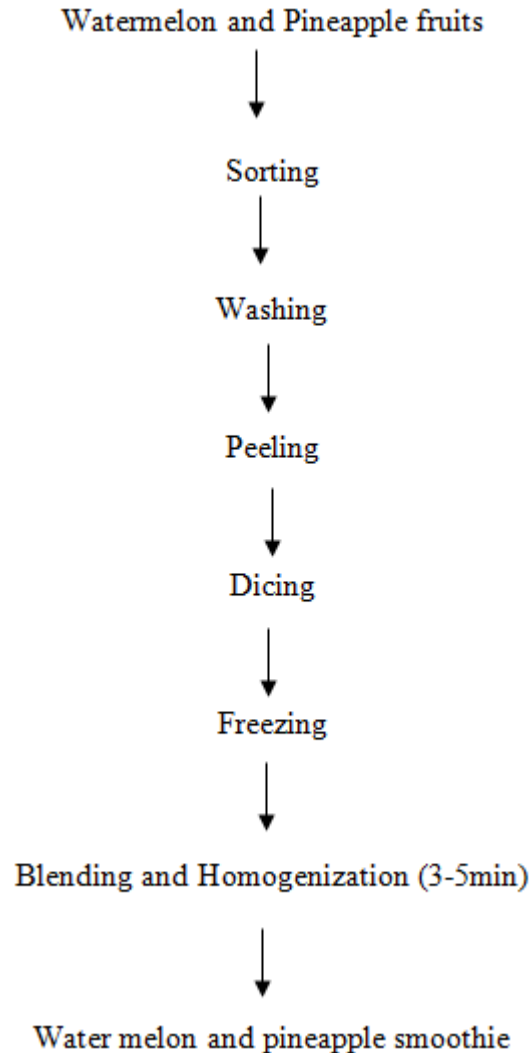 Watermelon and Pineapple fruits
Sorting
Washing
Peeling
Dicing
Freezing
Blending and Homogenization (3-5min)
Water melon and pineapple smoothie